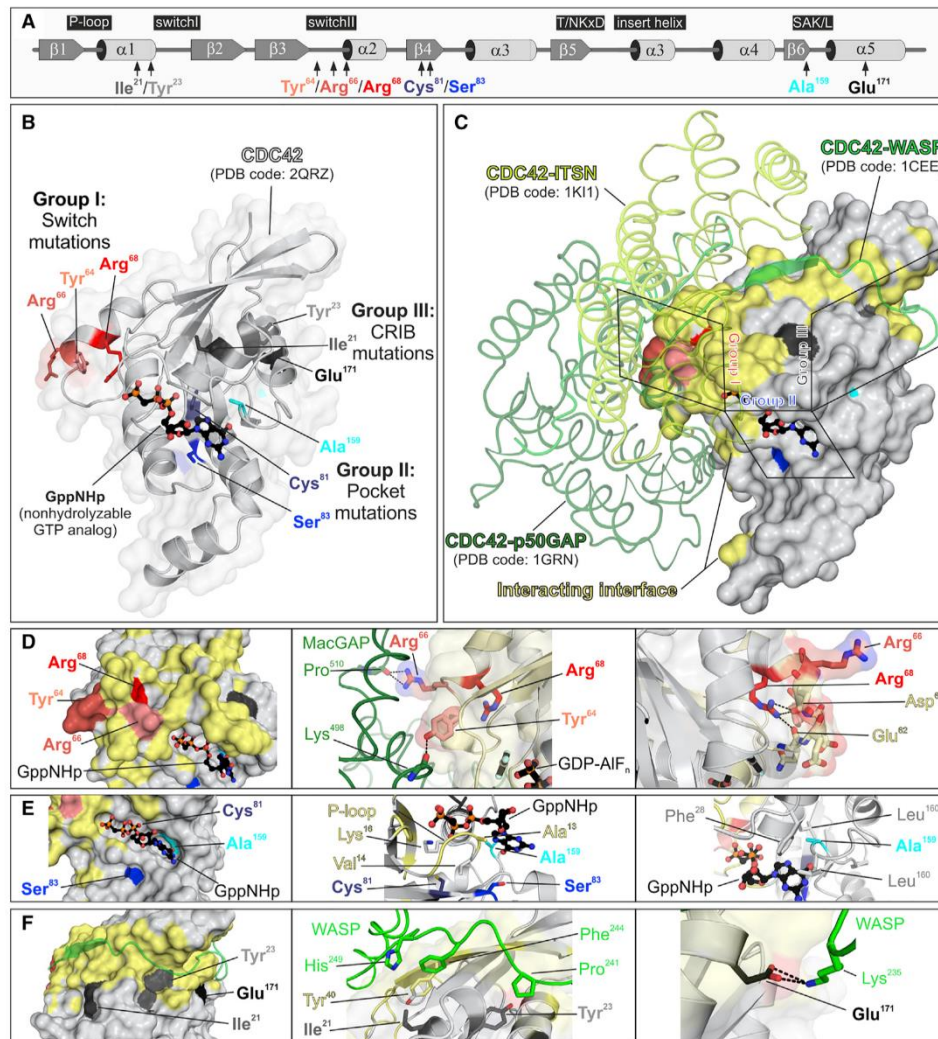 A
P-loop switchI switchII T/NKxD insert helix SAK/L
β1 α1 β2 β3 α2 β4 α3 β5 α3 α4 β6 α5
Ile21/Tyr23 Tyr64/Arg66/Arg68 Cys81/Ser83 Ala159 Glu171
B
CDC42
(PDB code: 2QRZ)
Group I:
Switch
mutations
Arg68
Tyr64
Arg66
Tyr23
Group III:
CRIB
mutations
Ile21
Glu171
Ala159
Cys81
Group II:
Pocket
mutations
GppNHp
(nonhydrolyzable
GTP analog)
Ser83
C
CDC42-WASP
(PDB code: 1CEE
CDC42-ITSN
(PDB code: 1KI1)
Group I
Group III
Group II
CDC42-p50GAP
(PDB code: 1GRN)
Interacting interface
D
Arg68
Tyr64
Arg66
GppNHp
MacGAP
Arg66
Pro510
Arg68
Lys498
Tyr64
GDP-AlFn
Arg66
Arg68
Glu62
E
Cys81
Ala159
Ser83
GppNHp
GppNHp
P-loop
Lys16
Ala13
Val14
Ala159
Cys81
Ser83
Phe28
Leu160
Ala159
GppNHp
Leu160
F
Tyr23
Glu171
Ile21
WASP
Phe244
His249
Pro241
Tyr40
Ile21
Tyr23
WASP
Lys235
Glu171